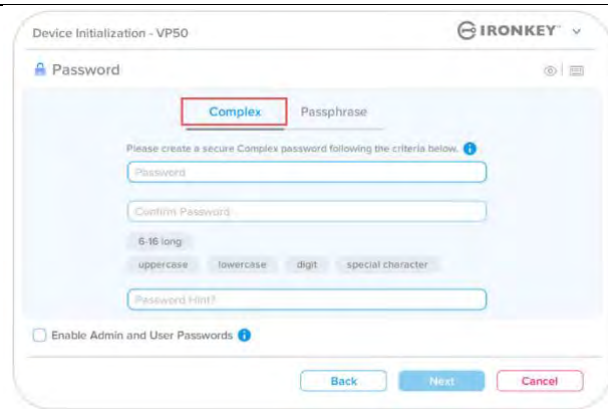 Device Initialization - VP50 IRONKEY
Password
Complex Passphrase
Please create a secure Complex password following the criteria below.
Password
Confirm Password
6-16 long
uppercase lowercase digit special character
Password Hint?
Enable Admin and User Passwords
Back Next Cancel